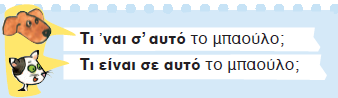 Τι ’ναι σ’ αυτό το μπαούλο;
Τι είναι σε αυτό το μπαούλο;